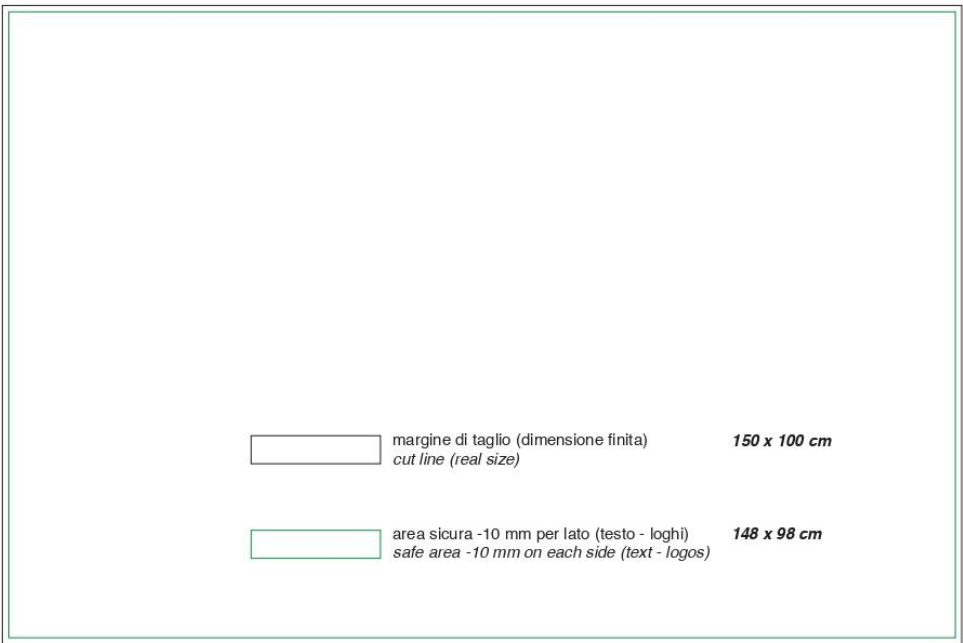 margine di taglio (dimensione finita) 150 x 100 cm
cut line (real size)
area sicura -10 mm per lato (testo - loghi) 148 x 98 cm
safe area -10 mm on each side (text - logos)